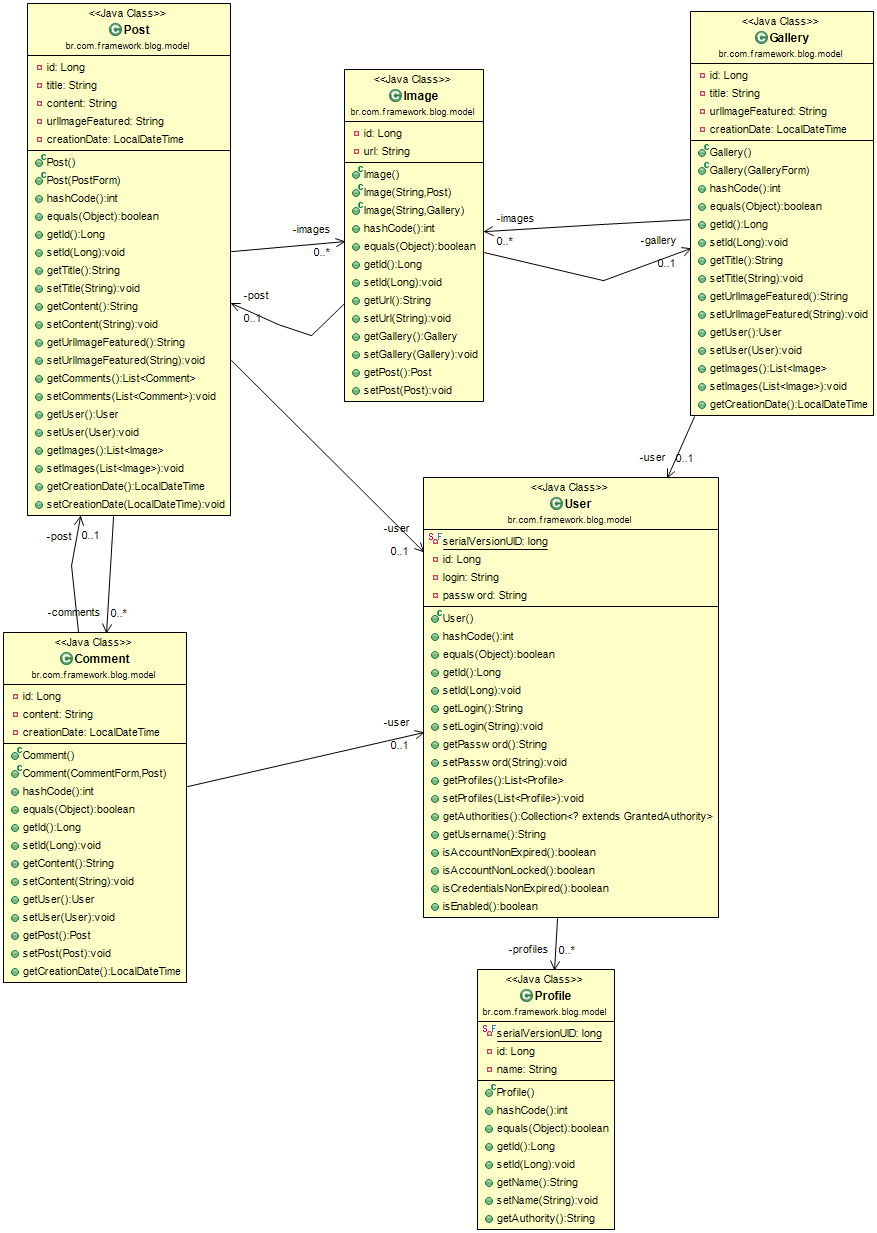 <<Java Class>>
Post
br.com.framework.blog.model
id: Long
title: String
content: String
urlImageFeatured: String
creationDate: LocalDateTime
Post()
Post(PostForm)
hashCode():int
equals(Object):boolean
getId():Long
setId(Long):void
getTitle():String
setTitle(String):void
getContent():String
setContent(String):void
getUrlImageFeatured():String
setUrlImageFeatured(String):void
getComments():List<Comment>
setComments(List<Comment>):void
getUser():User
setUser(User):void
getImages():List<Image>
setImages(List<Image>):void
getCreationDate():LocalDateTime
setCreationDate(LocalDateTime):void
<<Java Class>>
Image
br.com.framework.blog.model
id: Long
url: String
Image()
Image(String,Post)
Image(String,Gallery)
hashCode():int
equals(Object):boolean
getId():Long
setId(Long):void
getUrl():String
setUrl(String):void
getGallery():Gallery
setGallery(Gallery):void
getPost():Post
setPost(Post):void
<<Java Class>>
Gallery
br.com.framework.blog.model
id: Long
title: String
urlImageFeatured: String
creationDate: LocalDateTime
Gallery()
Gallery(GalleryForm)
hashCode():int
equals(Object):boolean
getId():Long
setId(Long):void
getTitle():String
setTitle(String):void
getUrlImageFeatured():String
setUrlImageFeatured(String):void
getUser():User
setUser(User):void
getImages():List<Image>
setImages(List<Image>):void
getCreationDate():LocalDateTime
-images
0..*
-post
0..1
-images
0..*
-gallery
0..1
-user
0..1
-user
0..1
-post
0..1
-comments
0..*
<<Java Class>>
User
br.com.framework.blog.model
serialVersionUID: long
id: Long
login: String
password: String
User()
hashCode():int
equals(Object):boolean
getId():Long
setId(Long):void
getLogin():String
setLogin(String):void
getPassword():String
setPassword(String):void
getProfiles():List<Profile>
setProfiles(List<Profile>):void
getAuthorities():Collection<? extends GrantedAuthority>
getUsername():String
isAccountNonExpired():boolean
isAccountNonLocked():boolean
isCredentialsNonExpired():boolean
isEnabled():boolean
<<Java Class>>
Comment
br.com.framework.blog.model
id: Long
content: String
creationDate: LocalDateTime
Comment()
Comment(CommentForm,Post)
hashCode():int
equals(Object):boolean
getId():Long
setId(Long):void
getContent():String
setContent(String):void
getUser():User
setUser(User):void
getPost():Post
setPost(Post):void
getCreationDate():LocalDateTime
-user
0..1
-profiles
0..*
<<Java Class>>
Profile
br.com.framework.blog.model
serialVersionUID: long
id: Long
name: String
Profile()
hashCode():int
equals(Object):boolean
getId():Long
setId(Long):void
getName():String
setName(String):void
getAuthority():String